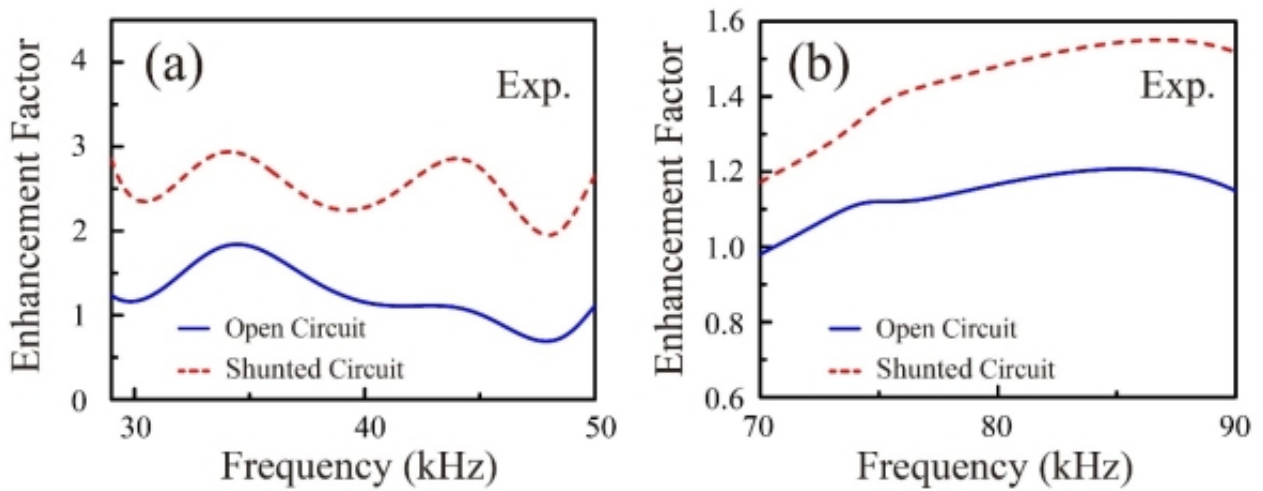 (a)
Exp.
Enhancement Factor
4
3
2
1
0
Open Circuit
Shunted Circuit
30
40
50
Frequency (kHz)
(b)
Exp.
Enhancement Factor
1.6
1.4
1.2
1.0
0.8
0.6
Open Circuit
Shunted Circuit
70
80
90
Frequency (kHz)